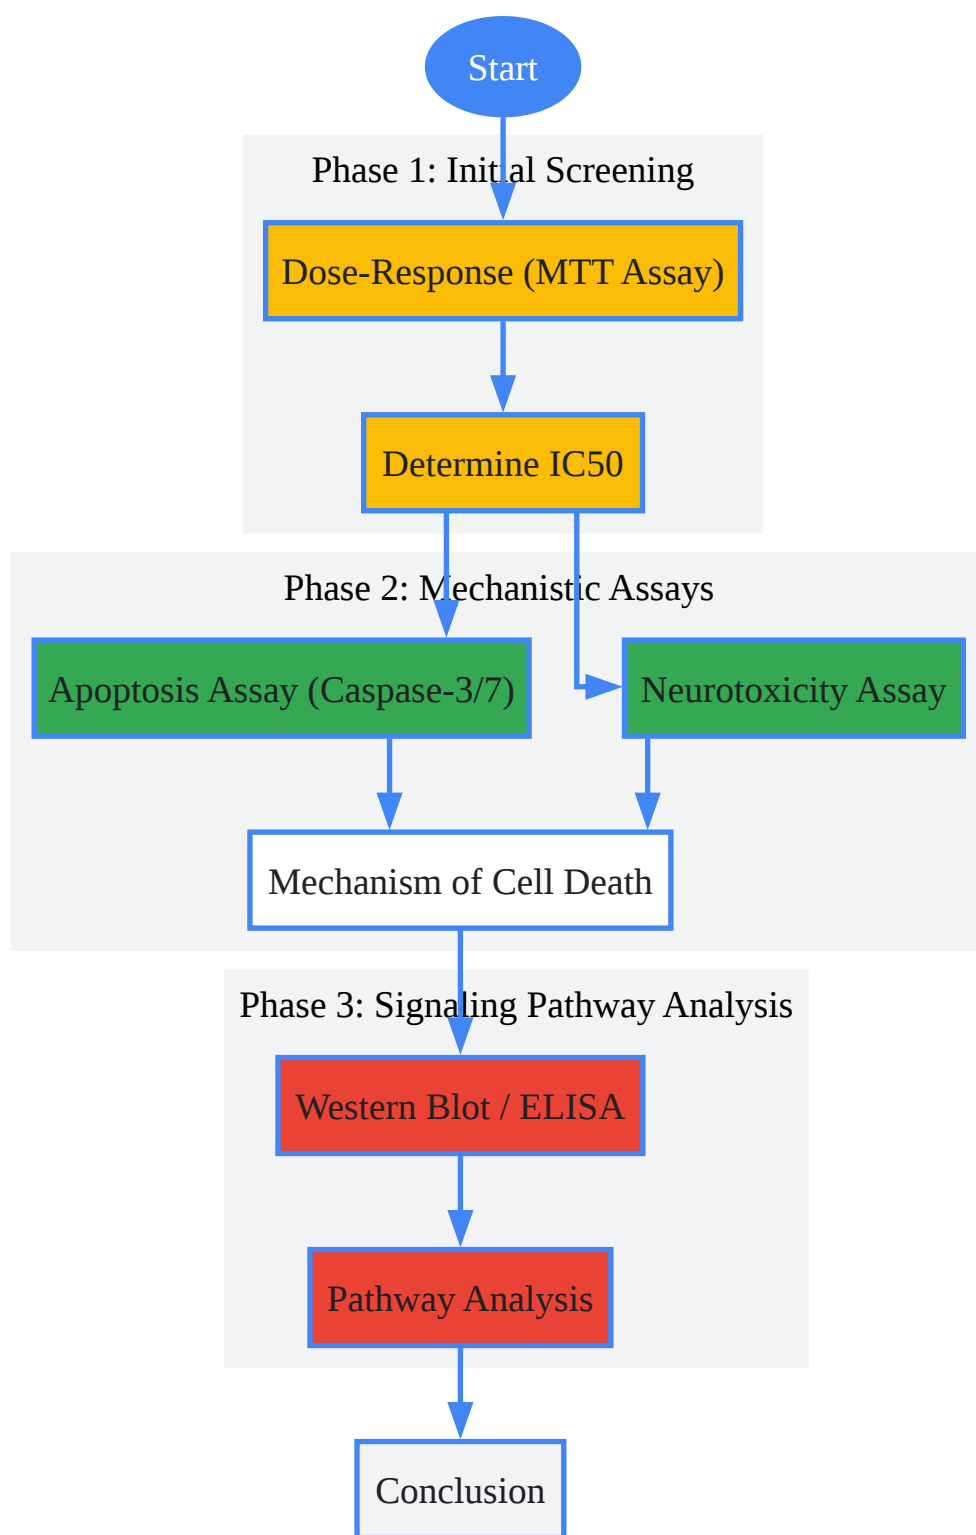 Start
Phase 1: Initial Screening
Dose-Response (MTT Assay)
Determine IC50
Phase 2: Mechanistic Assays
Apoptosis Assay (Caspase-3/7)
Neurotoxicity Assay
Mechanism of Cell Death
Phase 3: Signaling Pathway Analysis
Western Blot / ELISA
Pathway Analysis
Conclusion